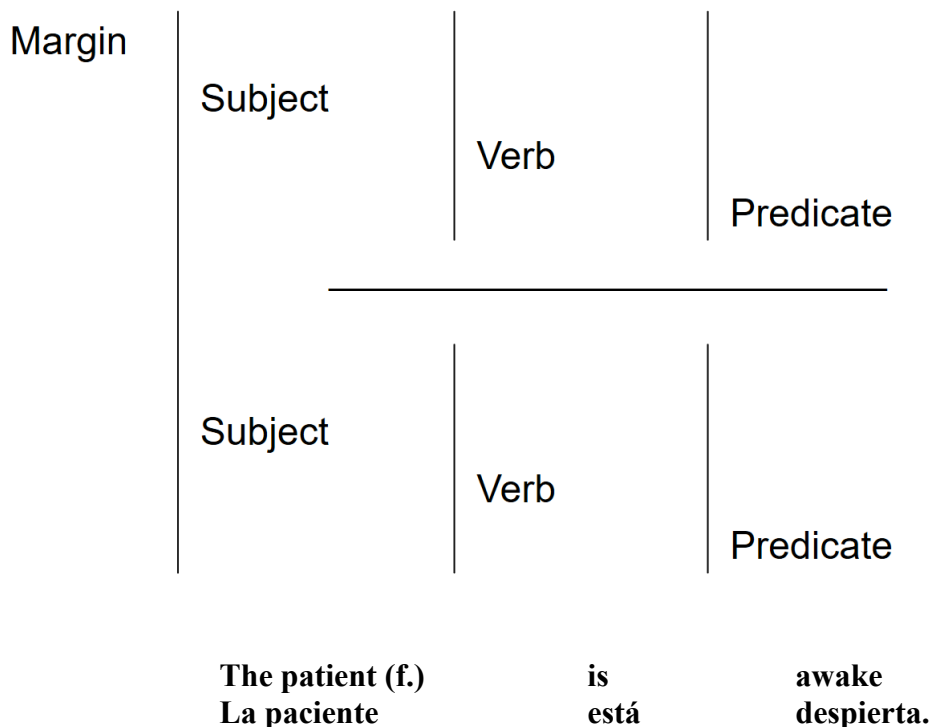 Margin
Subject
Verb
Predicate
Subject
Verb
Predicate
The patient (f.) is awake
La paciente está despierta.